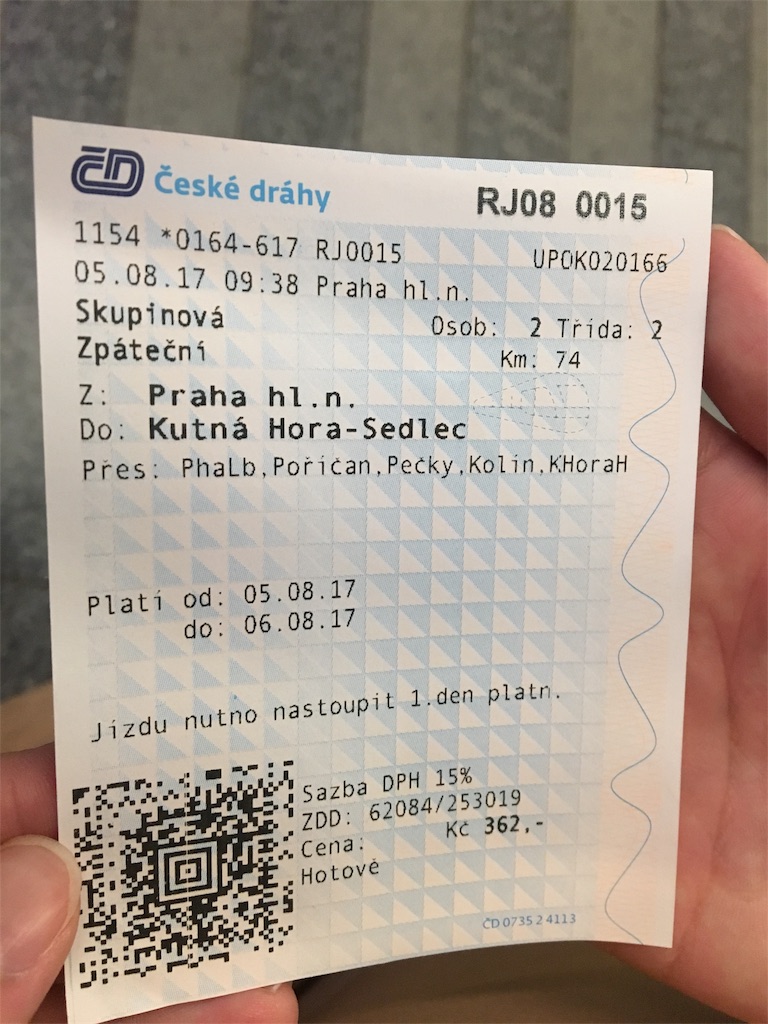 ČD České dráhy RJ08 0015
1154 *0164-617 RJ0015 UPOK020166
05.08.17 09:38 Praha hl.n.
Skupinová Osob: 2 Třída: 2
Zpáteční Km: 74
Z: Praha hl.n.
Do: Kutná Hora-Sedlec
Přes: PhaLb,Poříčan,Pečky,Kolín,KHoraH
Platí od: 05.08.17
do: 06.08.17
Jízdu nutno nastoupit 1.den platn.
Sazba DPH 15%
ZDD: 62084/253019
Cena: Kč 362,-
Hotově
ČD 0735 2 4113